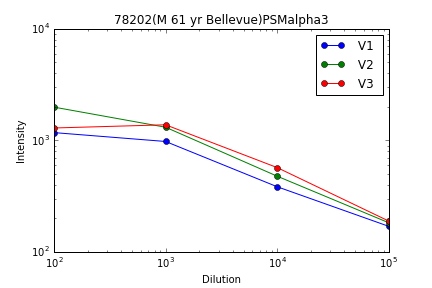 78202(M 61 yr Bellevue)PSMalpha3
10^4
10^3
10^2
Intensity
V1
V2
V3
10^2 10^3 10^4 10^5
Dilution